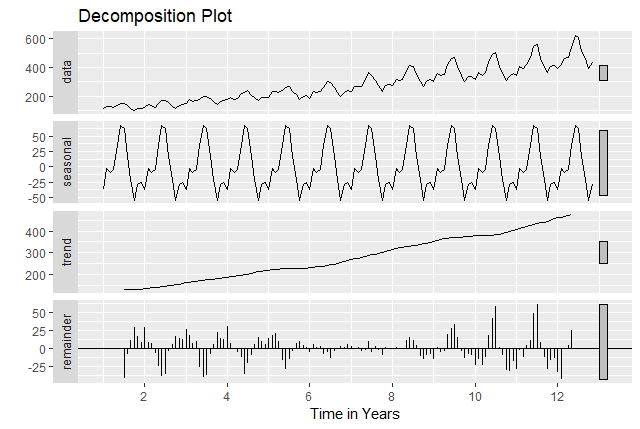 Decomposition Plot
data
600
400
200
seasonal
50
25
0
-25
-50
trend
400
300
200
remainder
50
25
0
-25
2 4 6 8 10 12
Time in Years